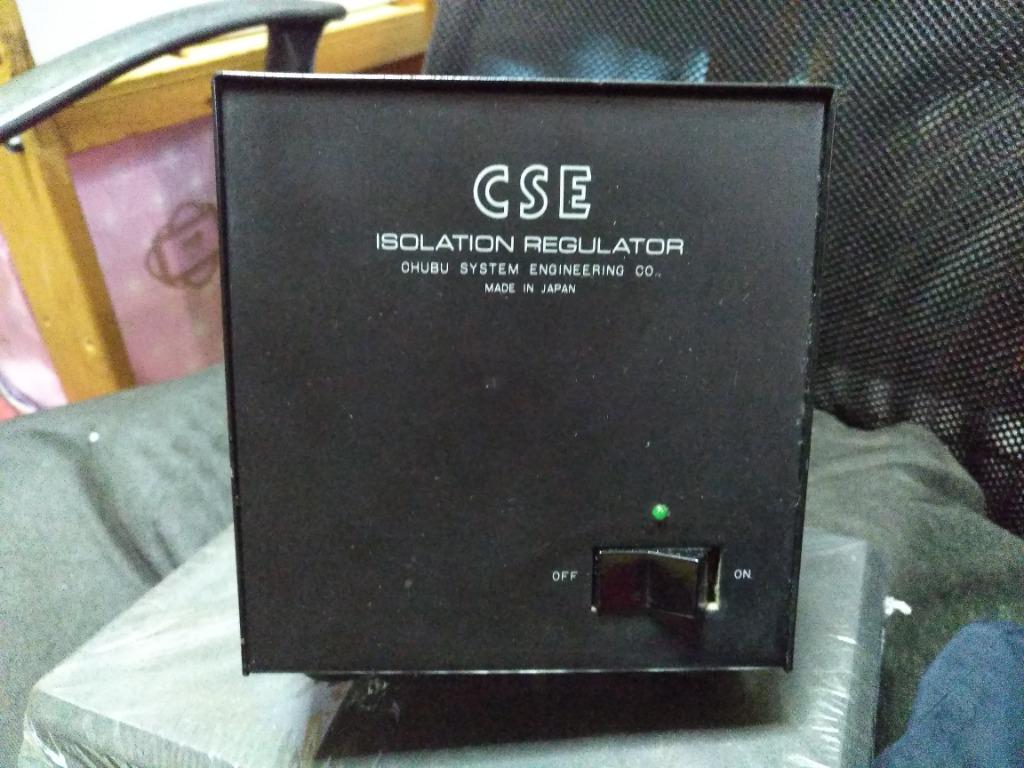 CSE
ISOLATION REGULATOR
CHUBU SYSTEM ENGINEERING CO.,
MADE IN JAPAN
OFF
ON